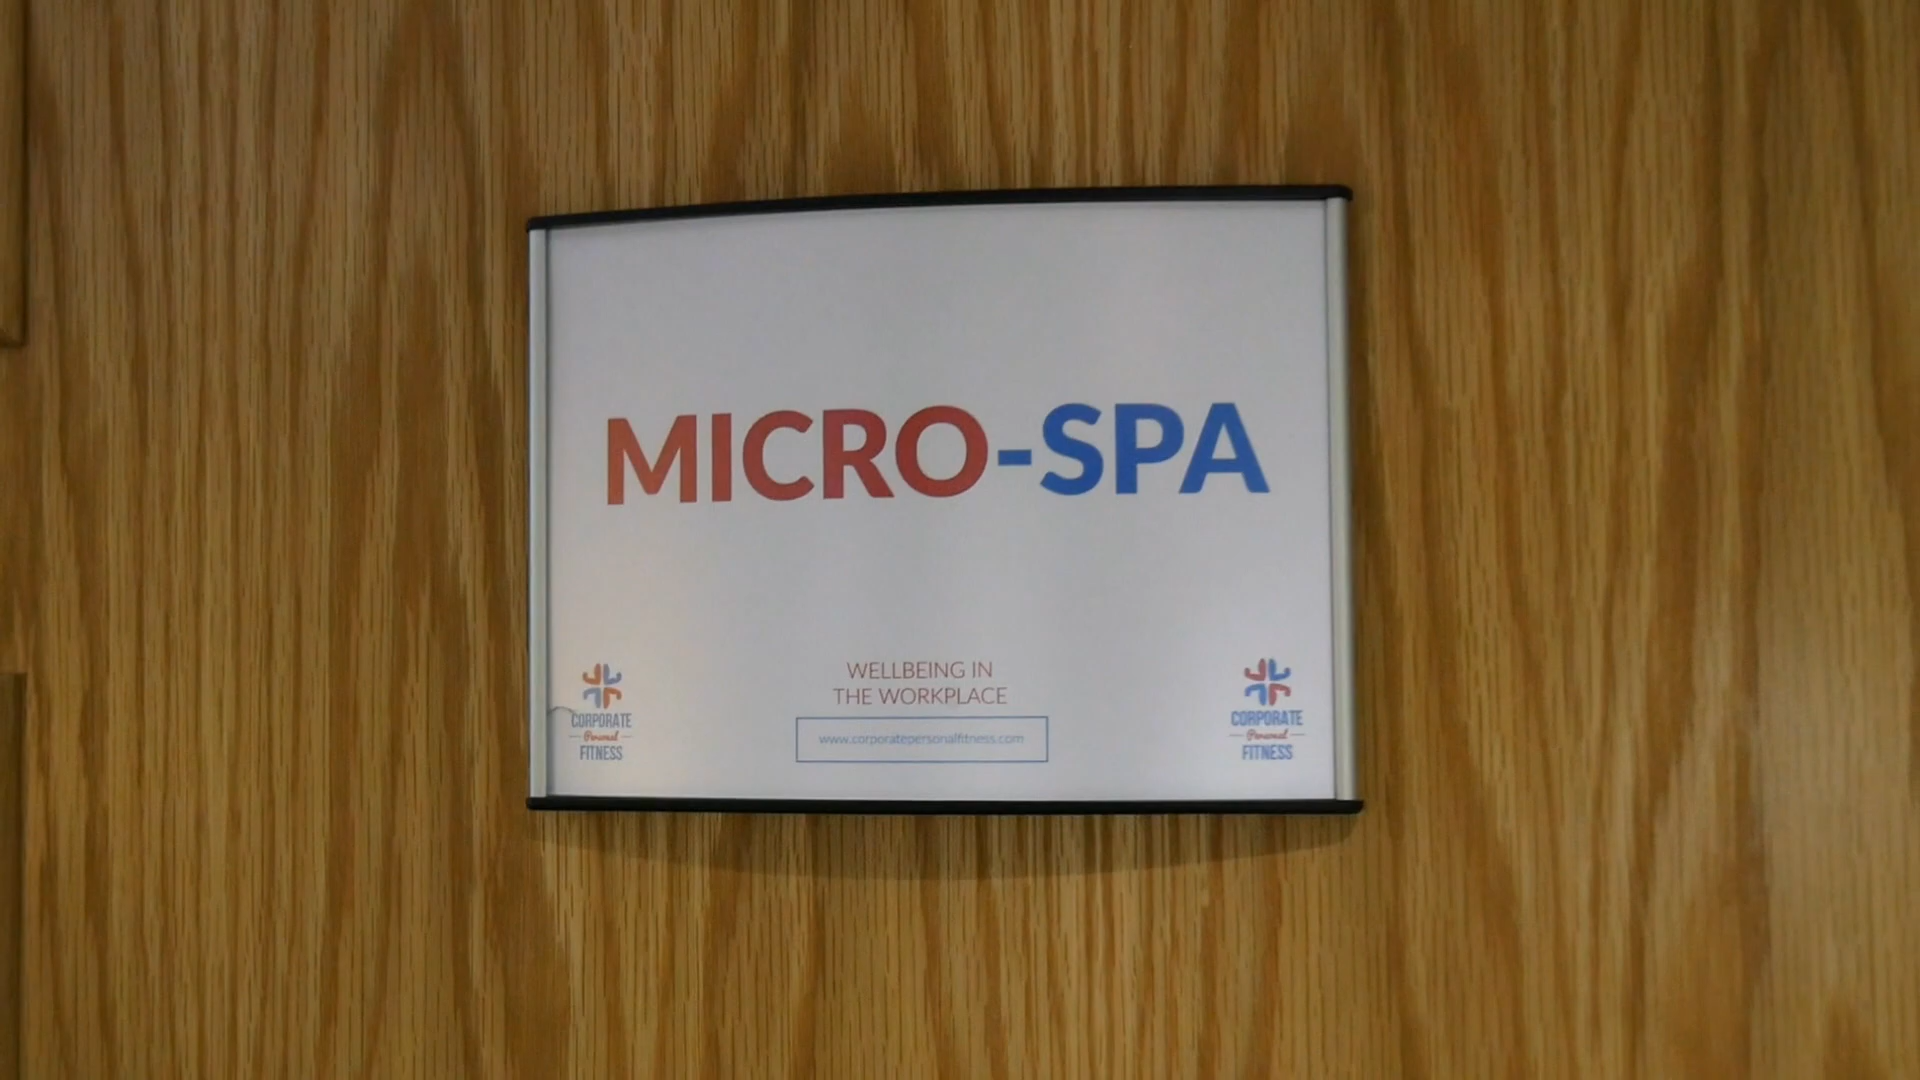 MICRO-SPA
WELLBEING IN
THE WORKPLACE
www.corporatepersonalfitness.com
CORPORATE
Personal
FITNESS
CORPORATE
Personal
FITNESS